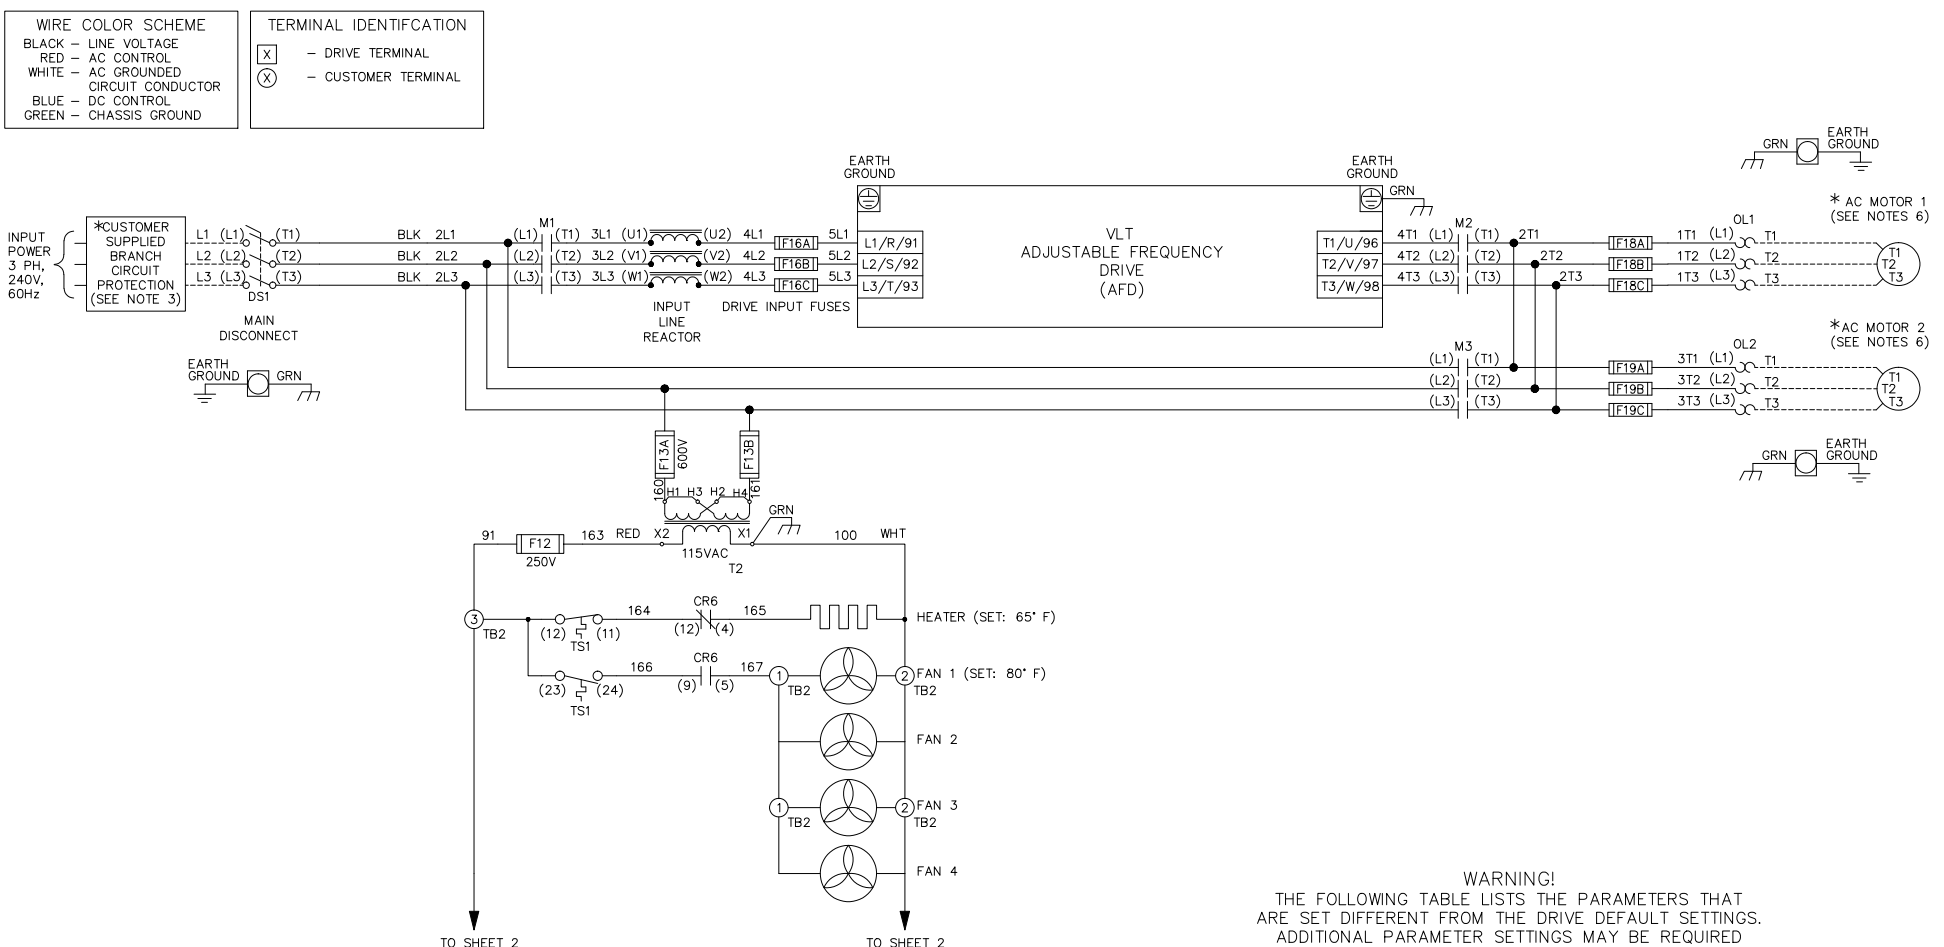 WIRE COLOR SCHEME
BLACK – LINE VOLTAGE
RED – AC CONTROL
WHITE – AC GROUNDED
CIRCUIT CONDUCTOR
BLUE – DC CONTROL
GREEN – CHASSIS GROUND
TERMINAL IDENTIFCATION
X – DRIVE TERMINAL
X – CUSTOMER TERMINAL
INPUT
POWER
3 PH,
240V,
60Hz
*CUSTOMER
SUPPLIED
BRANCH
CIRCUIT
PROTECTION
(SEE NOTE 3)
L1 (L1) (T1) BLK 2L1 (L1) M1 (T1) 3L1 (U1) (U2) 4L1 F16A 5L1 L1/R/91
L2 (L2) (T2) BLK 2L2 (L2) (T2) 3L2 (V1) (V2) 4L2 F16B 5L2 L2/S/92
L3 (L3) (T3) BLK 2L3 (L3) (T3) 3L3 (W1) (W2) 4L3 F16C 5L3 L3/T/93
DS1
MAIN
DISCONNECT
INPUT
LINE
REACTOR
DRIVE INPUT FUSES
EARTH
GROUND
GRN
EARTH
GROUND
VLT
ADJUSTABLE FREQUENCY
DRIVE
(AFD)
EARTH
GROUND
GRN
T1/U/96 4T1 (L1) M2 (T1) 2T1 F18A 1T1 (L1) OL1 T1
T2/V/97 4T2 (L2) (T2) 2T2 F18B 1T2 (L2) T2
T3/W/98 4T3 (L3) (T3) 2T3 F18C 1T3 (L3) T3
T1
T2
T3
GRN
EARTH
GROUND
* AC MOTOR 1
(SEE NOTES 6)
*AC MOTOR 2
(SEE NOTES 6)
(L1) M3 (T1) F19A 3T1 (L1) OL2 T1
(L2) (T2) F19B 3T2 (L2) T2
(L3) (T3) F19C 3T3 (L3) T3
T1
T2
T3
GRN
EARTH
GROUND
F13A
600V
F13B
160
161
H1 H3 H2 H4
GRN
91 F12 163 RED X2 X1 100 WHT
250V
115VAC
T2
3
TB2
(12) (11) 164 CR6 (12) (4) 165 HEATER (SET: 65° F)
TS1
(23) (24) 166 CR6 (9) (5) 167 1 2 FAN 1 (SET: 80° F)
TS1
TB2 TB2
FAN 2
1 2 FAN 3
TB2 TB2
FAN 4
TO SHEET 2
TO SHEET 2
WARNING!
THE FOLLOWING TABLE LISTS THE PARAMETERS THAT
ARE SET DIFFERENT FROM THE DRIVE DEFAULT SETTINGS.
ADDITIONAL PARAMETER SETTINGS MAY BE REQUIRED